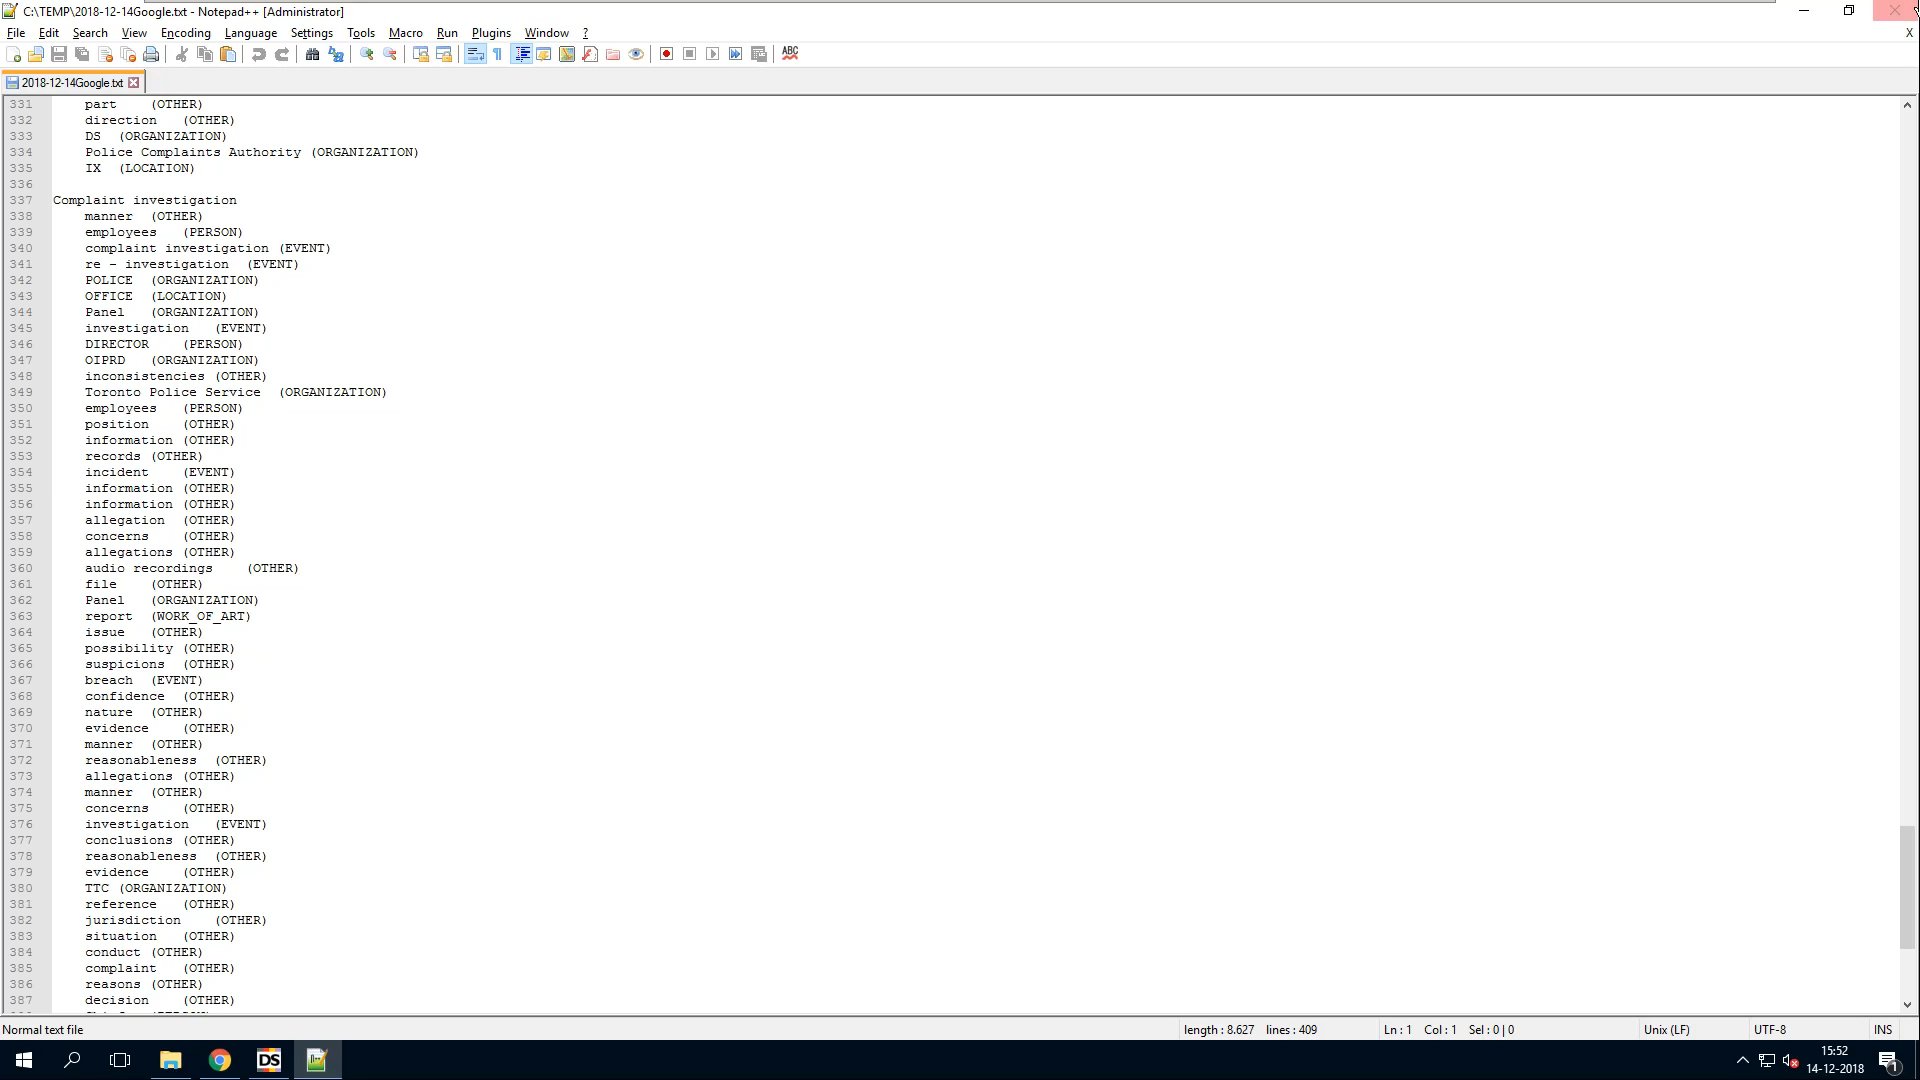 C:\TEMP\2018-12-14Google.txt - Notepad++ [Administrator]
File Edit Search View Encoding Language Settings Tools Macro Run Plugins Window ? X
ABC
2018-12-14Google.txt
331 part (OTHER)
332 direction (OTHER)
333 DS (ORGANIZATION)
334 Police Complaints Authority (ORGANIZATION)
335 IX (LOCATION)
336
337 Complaint investigation
338 manner (OTHER)
339 employees (PERSON)
340 complaint investigation (EVENT)
341 re - investigation (EVENT)
342 POLICE (ORGANIZATION)
343 OFFICE (LOCATION)
344 Panel (ORGANIZATION)
345 investigation (EVENT)
346 DIRECTOR (PERSON)
347 OIPRD (ORGANIZATION)
348 inconsistencies (OTHER)
349 Toronto Police Service (ORGANIZATION)
350 employees (PERSON)
351 position (OTHER)
352 information (OTHER)
353 records (OTHER)
354 incident (EVENT)
355 information (OTHER)
356 information (OTHER)
357 allegation (OTHER)
358 concerns (OTHER)
359 allegations (OTHER)
360 audio recordings (OTHER)
361 file (OTHER)
362 Panel (ORGANIZATION)
363 report (WORK_OF_ART)
364 issue (OTHER)
365 possibility (OTHER)
366 suspicions (OTHER)
367 breach (EVENT)
368 confidence (OTHER)
369 nature (OTHER)
370 evidence (OTHER)
371 manner (OTHER)
372 reasonableness (OTHER)
373 allegations (OTHER)
374 manner (OTHER)
375 concerns (OTHER)
376 investigation (EVENT)
377 conclusions (OTHER)
378 reasonableness (OTHER)
379 evidence (OTHER)
380 TTC (ORGANIZATION)
381 reference (OTHER)
382 jurisdiction (OTHER)
383 situation (OTHER)
384 conduct (OTHER)
385 complaint (OTHER)
386 reasons (OTHER)
387 decision (OTHER)
Normal text file length : 8.627 lines : 409 Ln : 1 Col : 1 Sel : 0 | 0 Unix (LF) UTF-8 INS
DS
15:52
14-12-2018
1